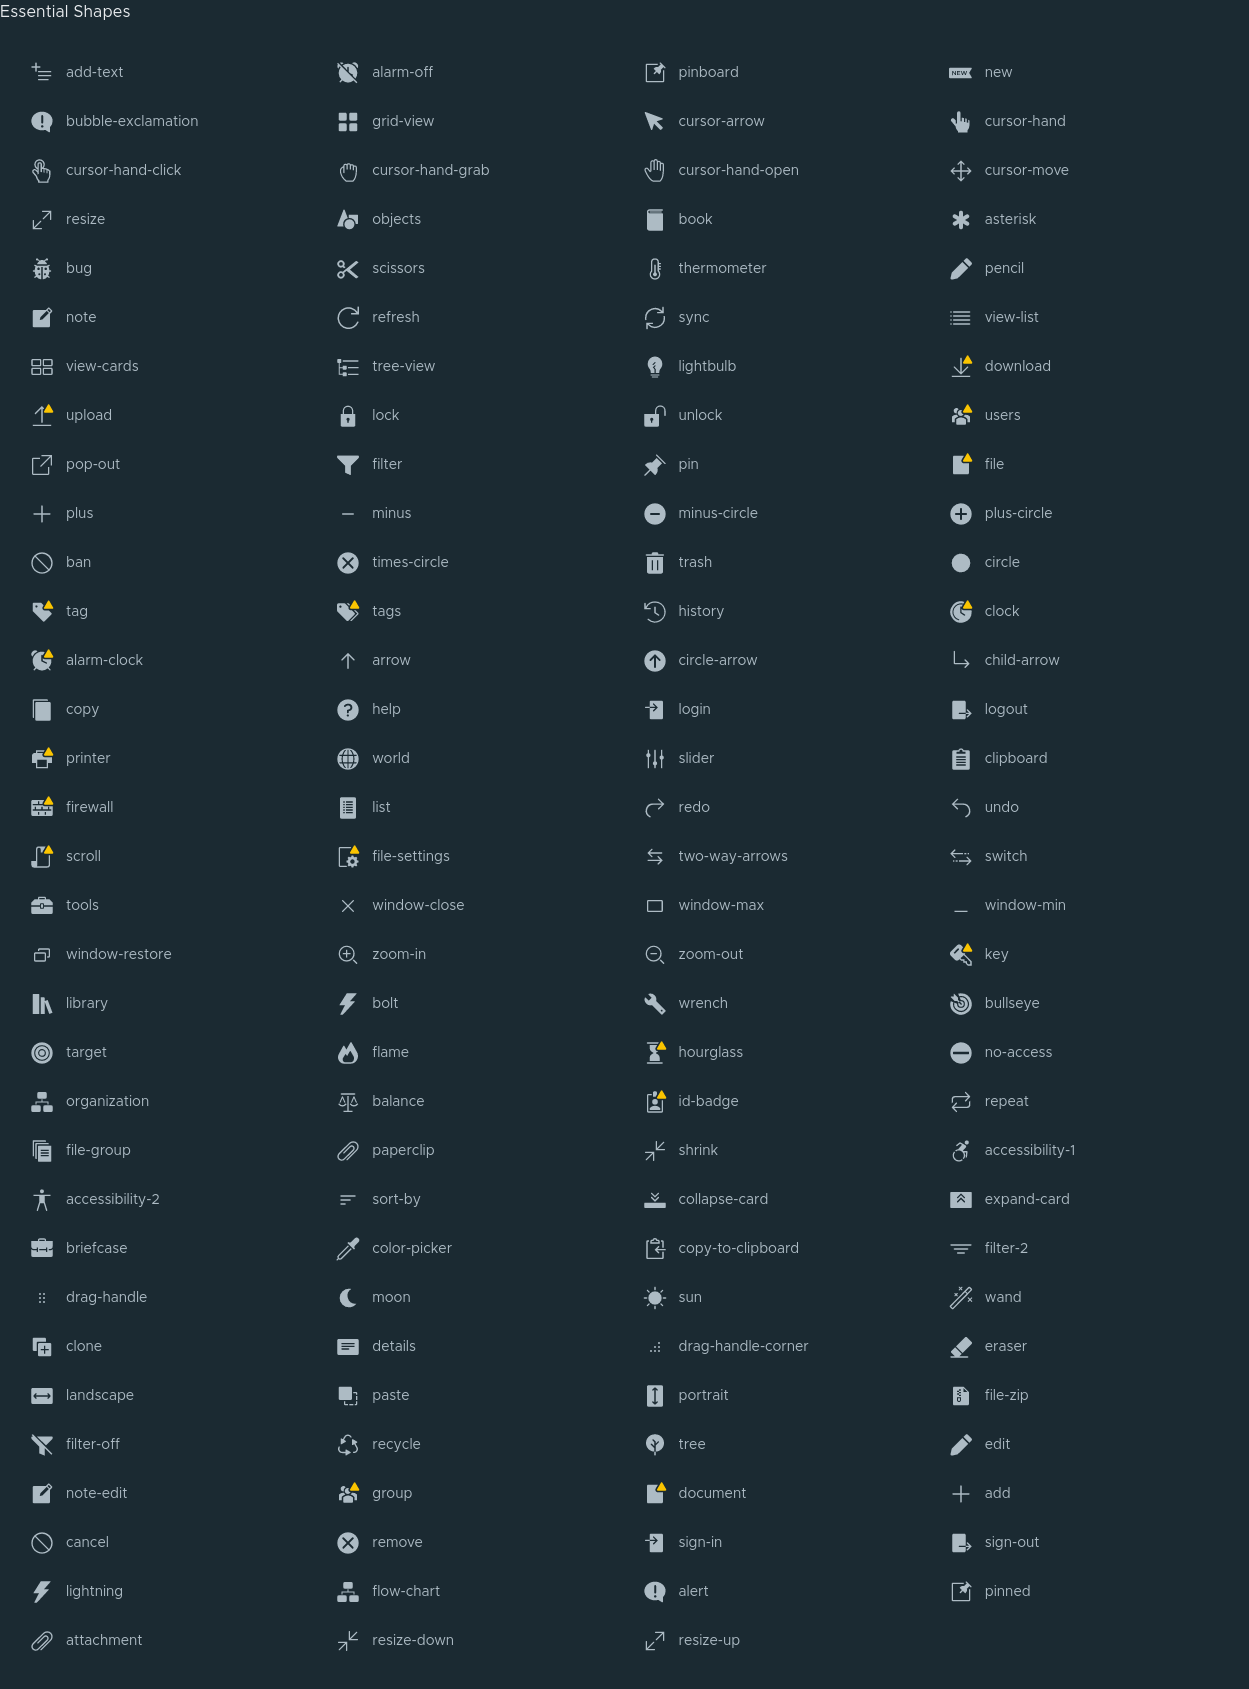 Essential Shapes
add-text alarm-off pinboard NEW new
bubble-exclamation grid-view cursor-arrow cursor-hand
cursor-hand-click cursor-hand-grab cursor-hand-open cursor-move
resize objects book asterisk
bug scissors thermometer pencil
note refresh sync view-list
view-cards tree-view lightbulb download
upload lock unlock users
pop-out filter pin file
plus minus minus-circle plus-circle
ban times-circle trash circle
tag tags history clock
alarm-clock arrow circle-arrow child-arrow
copy help login logout
printer world slider clipboard
firewall list redo undo
scroll file-settings two-way-arrows switch
tools window-close window-max window-min
window-restore zoom-in zoom-out key
library bolt wrench bullseye
target flame hourglass no-access
organization balance id-badge repeat
file-group paperclip shrink accessibility-1
accessibility-2 sort-by collapse-card expand-card
briefcase color-picker copy-to-clipboard filter-2
drag-handle moon sun wand
clone details drag-handle-corner eraser
landscape paste portrait file-zip
filter-off recycle tree edit
note-edit group document add
cancel remove sign-in sign-out
lightning flow-chart alert pinned
attachment resize-down resize-up